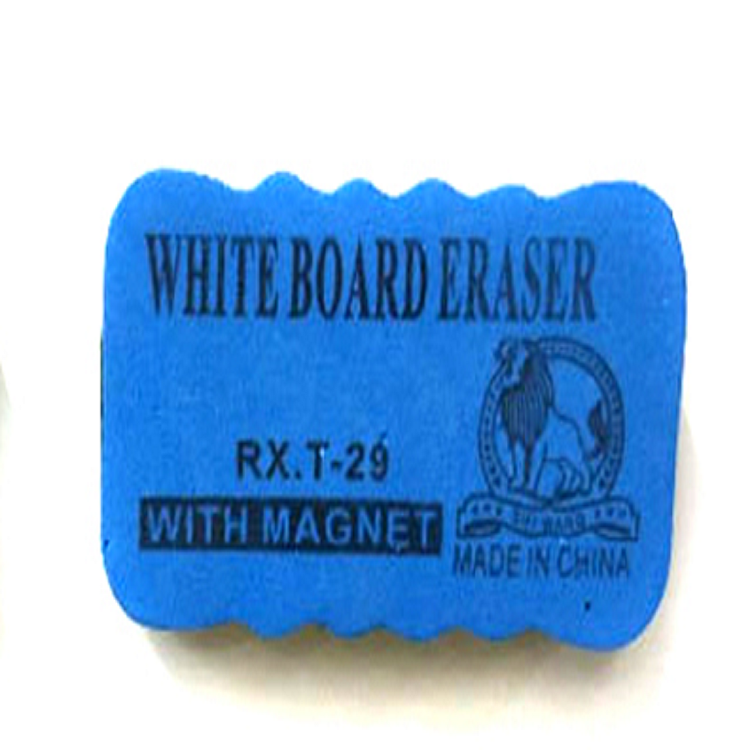 WHITE BOARD ERASER
RX.T-29
WITH MAGNET
MADE IN CHINA